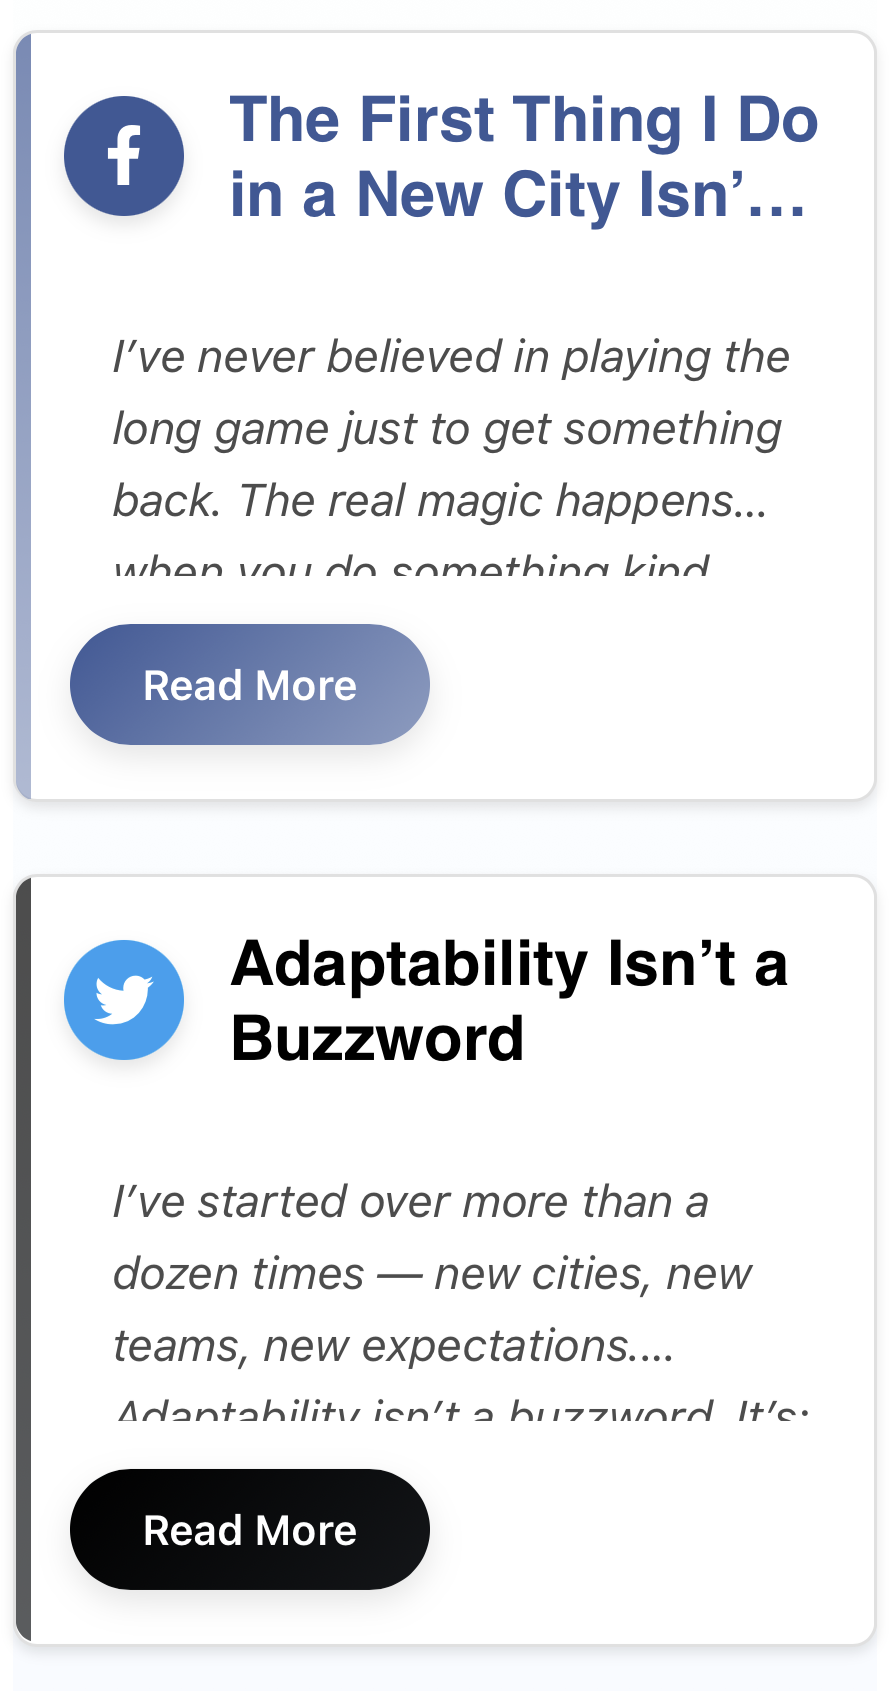 The First Thing I Do
in a New City Isn’…
I’ve never believed in playing the
long game just to get something
back. The real magic happens…
when you do something kind
Read More
Adaptability Isn’t a
Buzzword
I’ve started over more than a
dozen times — new cities, new
teams, new expectations.…
Adaptability isn’t a buzzword. It’s:
Read More